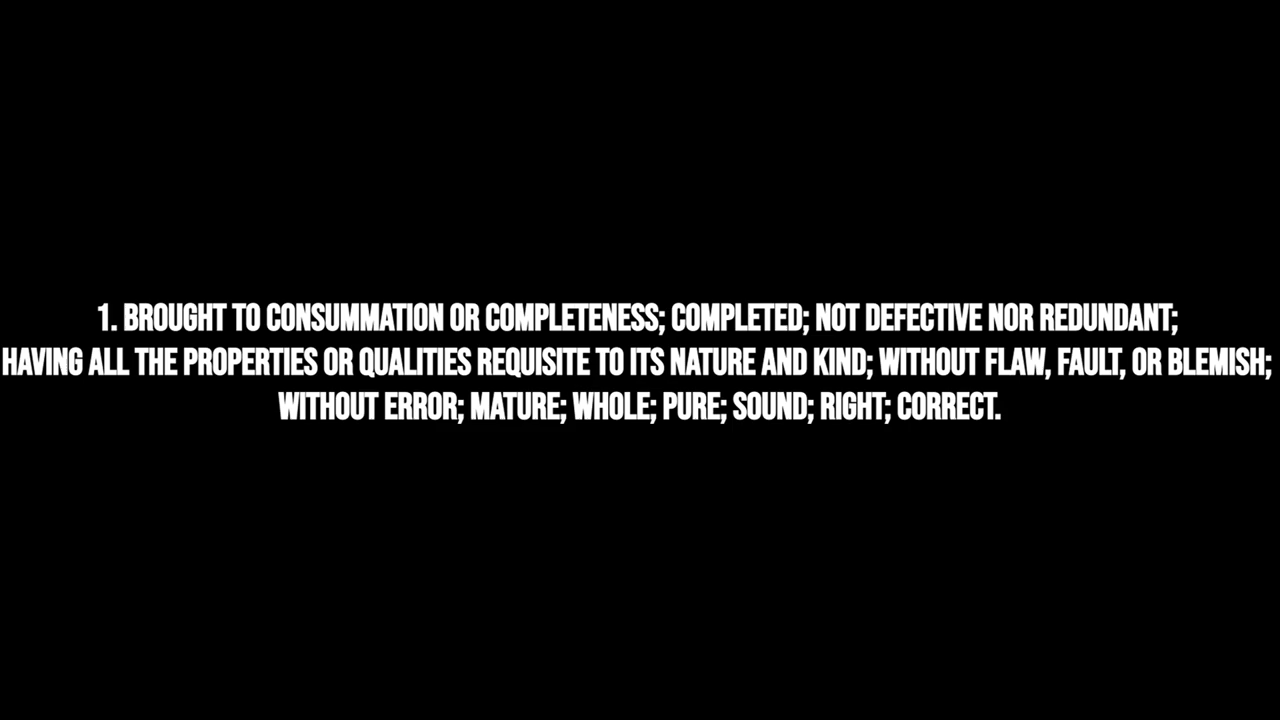 1. BROUGHT TO CONSUMMATION OR COMPLETENESS; COMPLETED; NOT DEFECTIVE NOR REDUNDANT;
HAVING ALL THE PROPERTIES OR QUALITIES REQUISITE TO ITS NATURE AND KIND; WITHOUT FLAW, FAULT, OR BLEMISH;
WITHOUT ERROR; MATURE; WHOLE; PURE; SOUND; RIGHT; CORRECT.